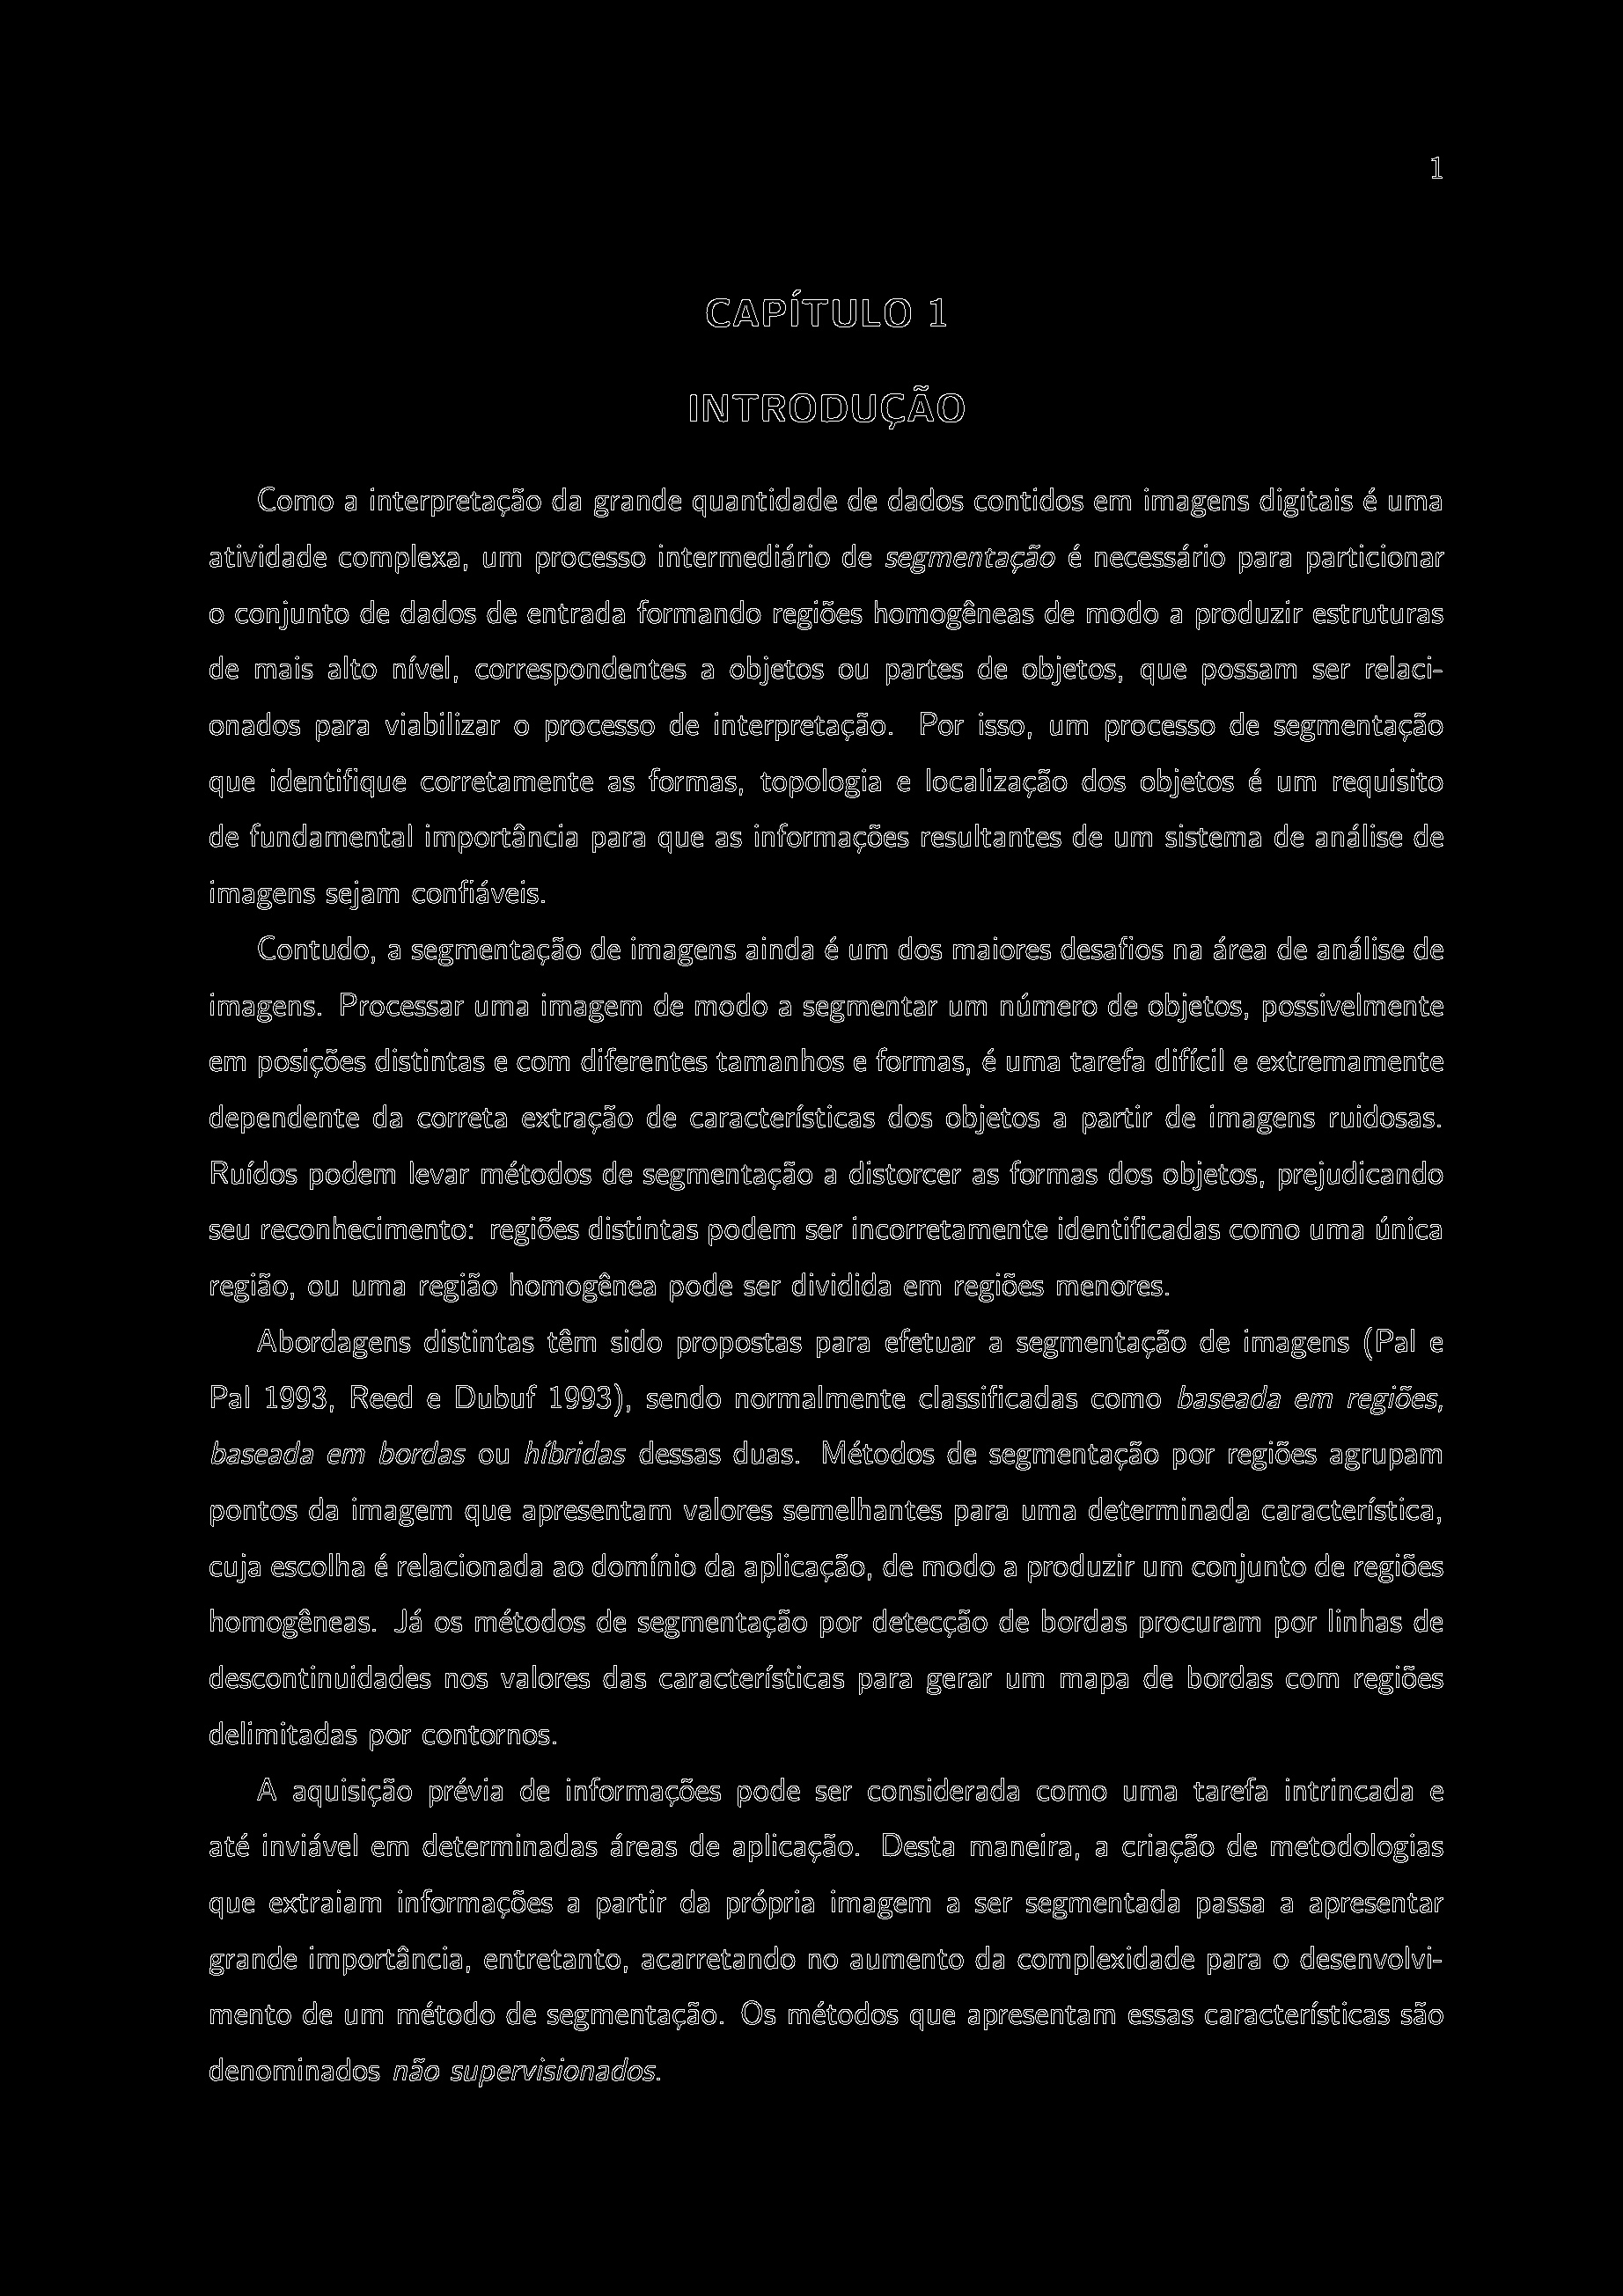 1
CAPÍTULO 1
INTRODUÇÃO
Como a interpretação da grande quantidade de dados contidos em imagens digitais é uma
atividade complexa, um processo intermediário de segmentação é necessário para particionar
o conjunto de dados de entrada formando regiões homogêneas de modo a produzir estruturas
de mais alto nível, correspondentes a objetos ou partes de objetos, que possam ser relaci-
onados para viabilizar o processo de interpretação. Por isso, um processo de segmentação
que identifique corretamente as formas, topologia e localização dos objetos é um requisito
de fundamental importância para que as informações resultantes de um sistema de análise de
imagens sejam confiáveis.
Contudo, a segmentação de imagens ainda é um dos maiores desafios na área de análise de
imagens. Processar uma imagem de modo a segmentar um número de objetos, possivelmente
em posições distintas e com diferentes tamanhos e formas, é uma tarefa difícil e extremamente
dependente da correta extração de características dos objetos a partir de imagens ruidosas.
Ruídos podem levar métodos de segmentação a distorcer as formas dos objetos, prejudicando
seu reconhecimento: regiões distintas podem ser incorretamente identificadas como uma única
região, ou uma região homogênea pode ser dividida em regiões menores.
Abordagens distintas têm sido propostas para efetuar a segmentação de imagens (Pal e
Pal 1993, Reed e Dubuf 1993), sendo normalmente classificadas como baseada em regiões,
baseada em bordas ou híbridas dessas duas. Métodos de segmentação por regiões agrupam
pontos da imagem que apresentam valores semelhantes para uma determinada característica,
cuja escolha é relacionada ao domínio da aplicação, de modo a produzir um conjunto de regiões
homogêneas. Já os métodos de segmentação por detecção de bordas procuram por linhas de
descontinuidades nos valores das características para gerar um mapa de bordas com regiões
delimitadas por contornos.
A aquisição prévia de informações pode ser considerada como uma tarefa intrincada e
até inviável em determinadas áreas de aplicação. Desta maneira, a criação de metodologias
que extraiam informações a partir da própria imagem a ser segmentada passa a apresentar
grande importância, entretanto, acarretando no aumento da complexidade para o desenvolvi-
mento de um método de segmentação. Os métodos que apresentam essas características são
denominados não supervisionados.